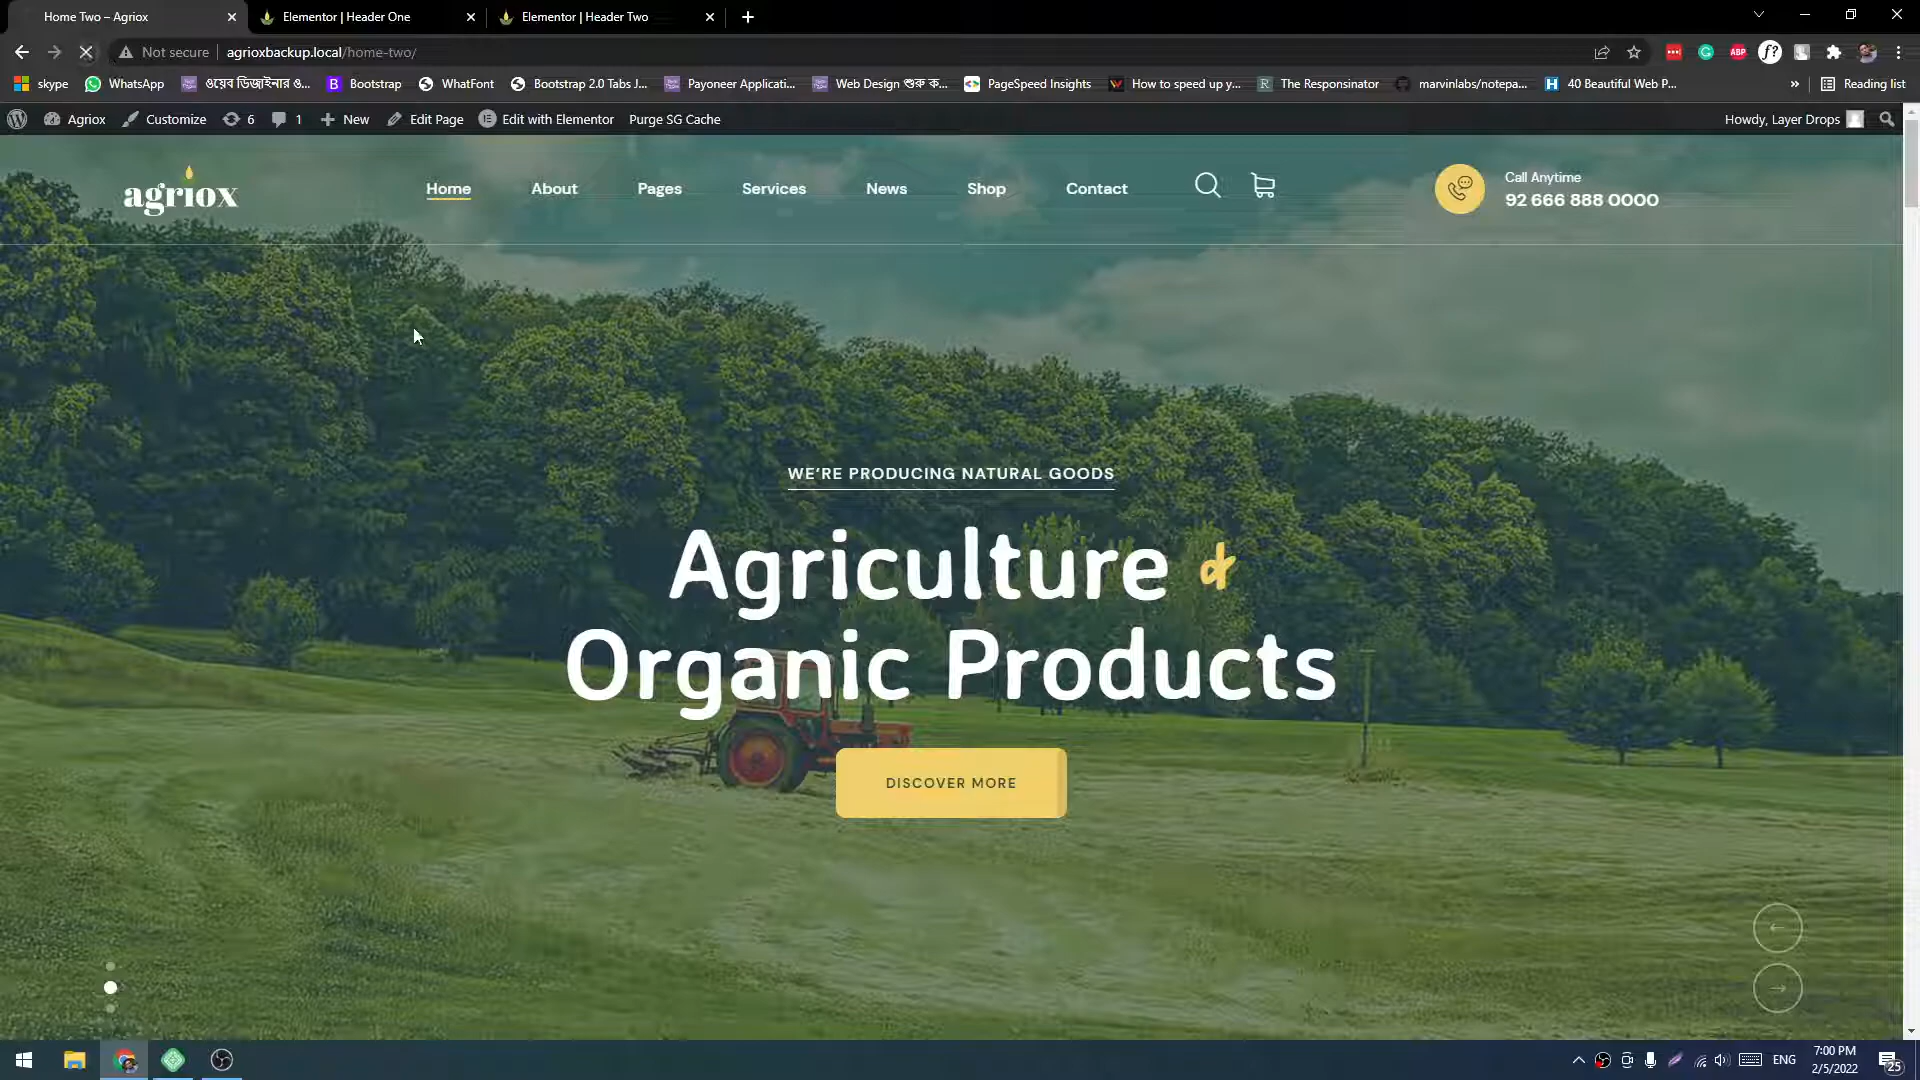 Home Two – Agriox
Elementor | Header One
Elementor | Header Two
Not secure
agrioxbackup.local/home-two/
skype
WhatsApp
ওয়েব ডিজাইনার ও...
Bootstrap
WhatFont
Bootstrap 2.0 Tabs J...
Payoneer Applicati...
Web Design শুরু ক...
PageSpeed Insights
How to speed up y...
The Responsinator
marvinlabs/notepa...
40 Beautiful Web P...
»
Reading list
Agriox
Customize
6
1
New
Edit Page
Edit with Elementor
Purge SG Cache
Howdy, Layer Drops
agriox
Home
About
Pages
Services
News
Shop
Contact
Call Anytime
92 666 888 0000
WE’RE PRODUCING NATURAL GOODS
Agriculture &
Organic Products
DISCOVER MORE
ENG
7:00 PM
2/5/2022
25